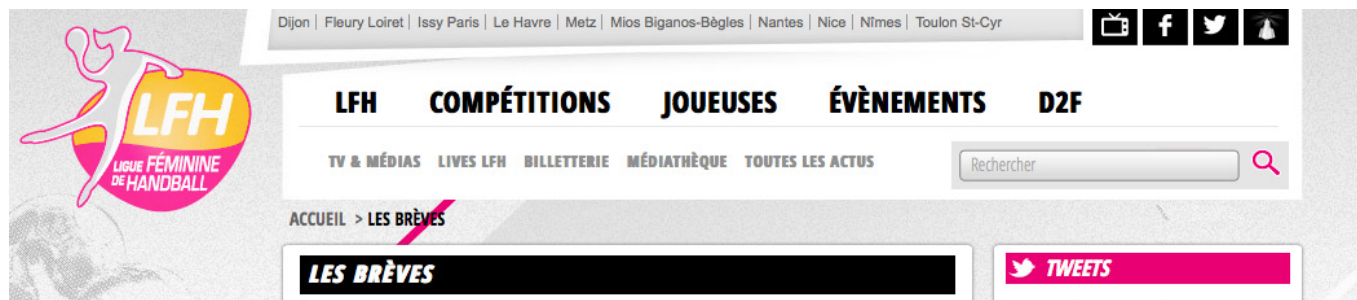 Dijon | Fleury Loiret | Issy Paris | Le Havre | Metz | Mios Biganos-Bègles | Nantes | Nice | Nîmes | Toulon St-Cyr
LFH
LIGUE FÉMININE
DE HANDBALL
LFH COMPÉTITIONS JOUEUSES ÉVÈNEMENTS D2F
TV & MÉDIAS LIVES LFH BILLETTERIE MÉDIATHÈQUE TOUTES LES ACTUS
Rechercher
ACCUEIL > LES BRÈVES
LES BRÈVES
TWEETS